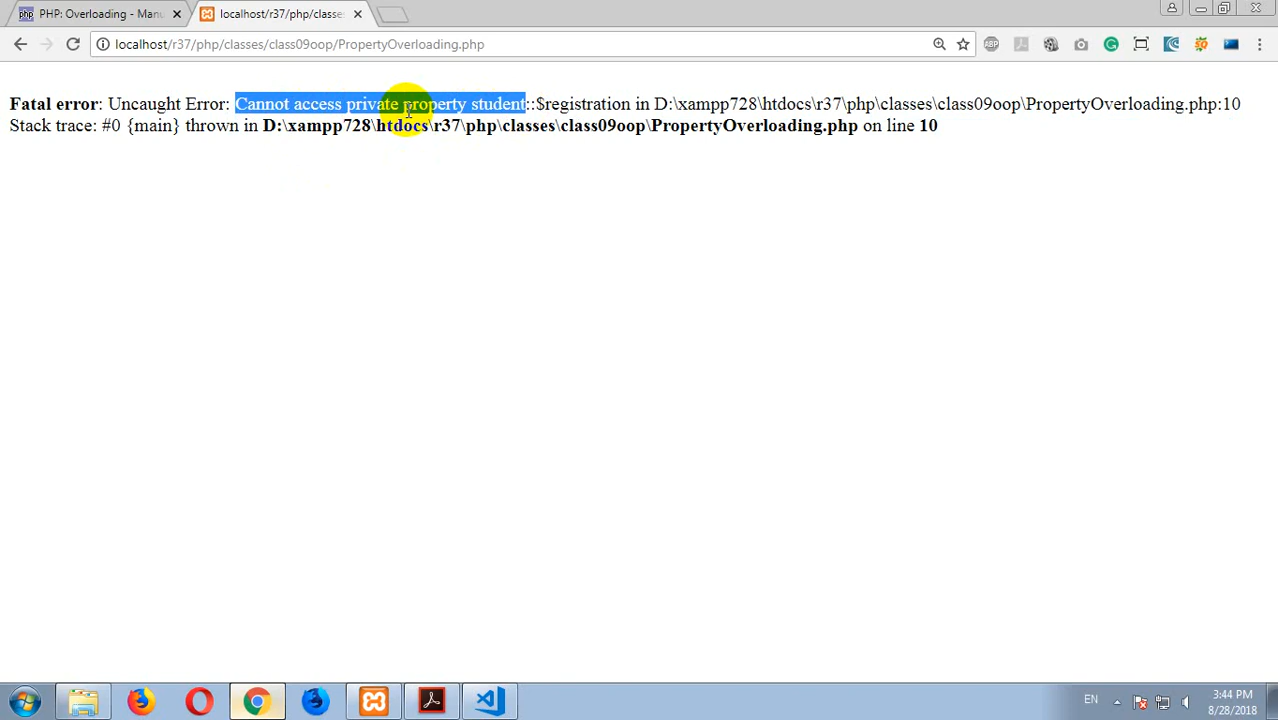 php PHP: Overloading - Manu
localhost/r37/php/classes
localhost/r37/php/classes/class09oop/PropertyOverloading.php
ABP
Fatal error: Uncaught Error: Cannot access private property student::$registration in D:\xampp728\htdocs\r37\php\classes\class09oop\PropertyOverloading.php:10
Stack trace: #0 {main} thrown in D:\xampp728\htdocs\r37\php\classes\class09oop\PropertyOverloading.php on line 10
EN
3:44 PM
8/28/2018